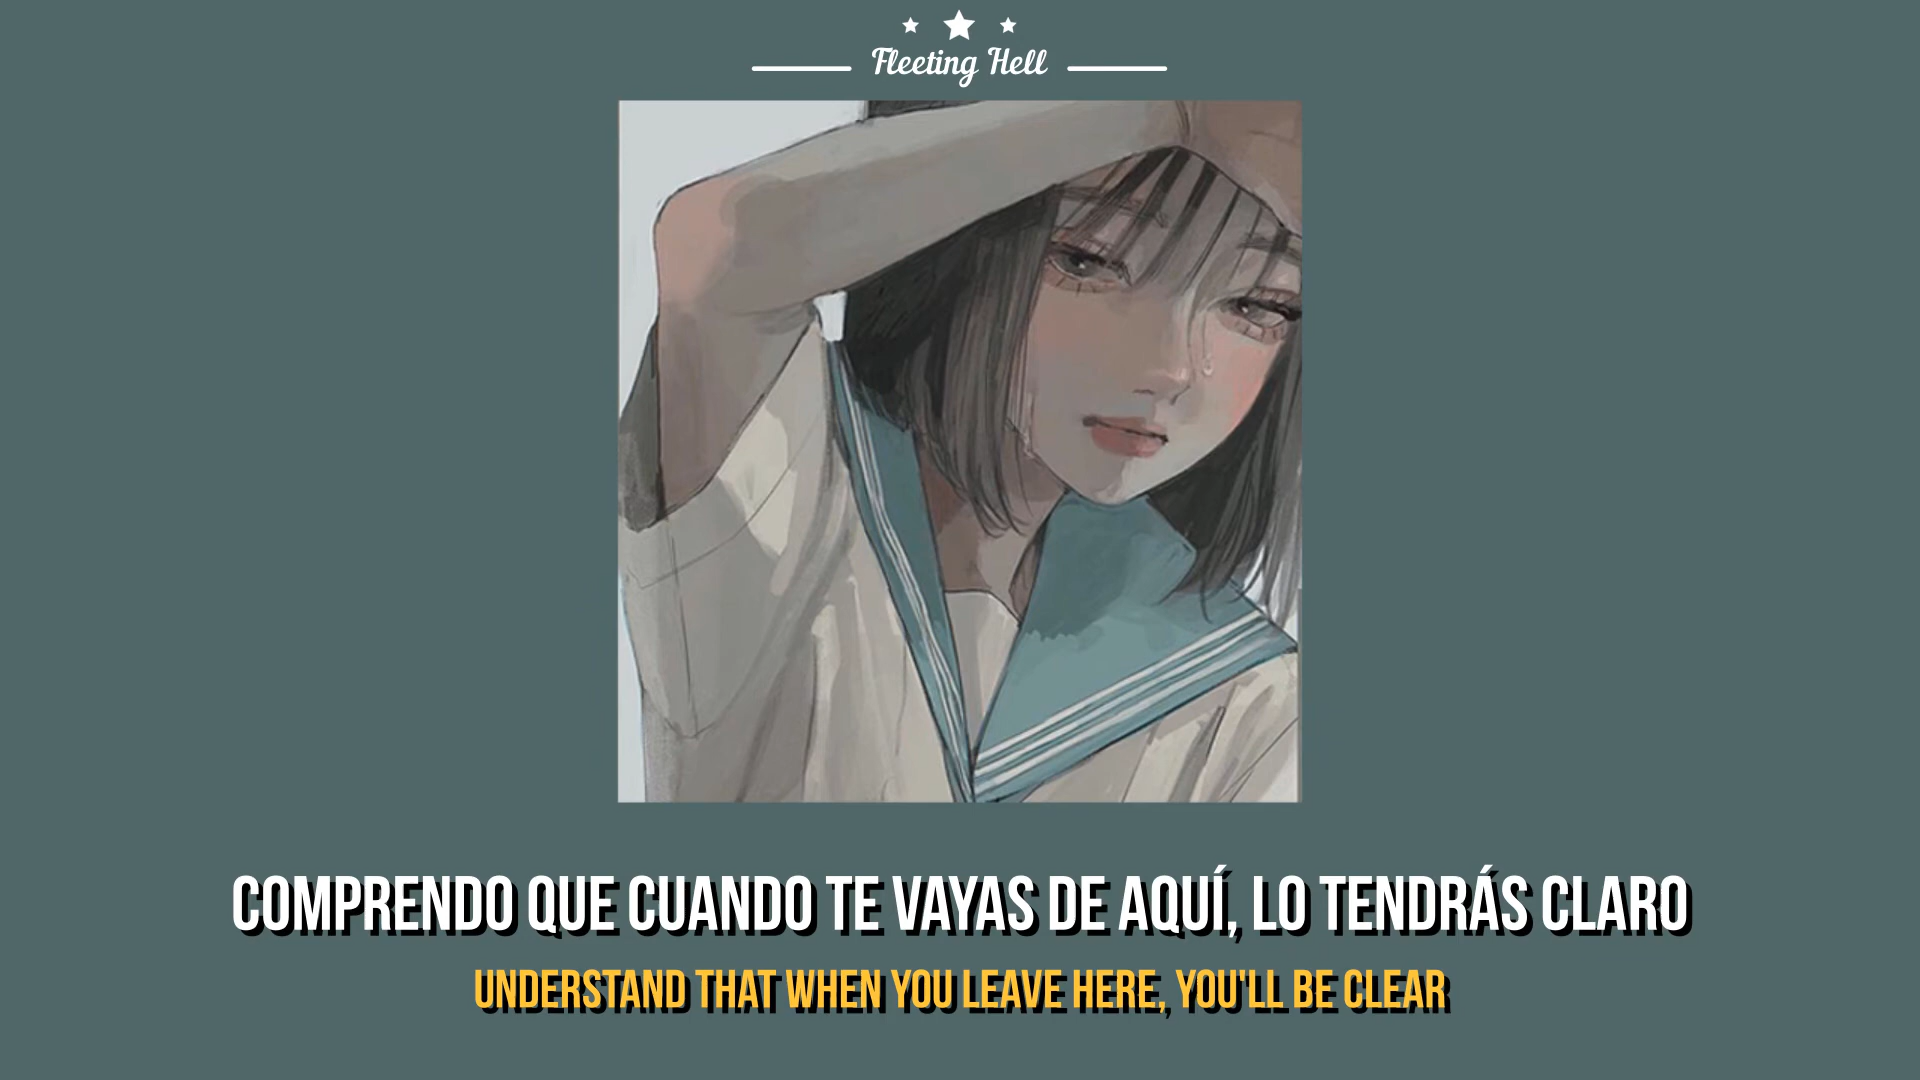 Fleeting Hell
COMPRENDO QUE CUANDO TE VAYAS DE AQUÍ, LO TENDRÁS CLARO
UNDERSTAND THAT WHEN YOU LEAVE HERE, YOU'LL BE CLEAR